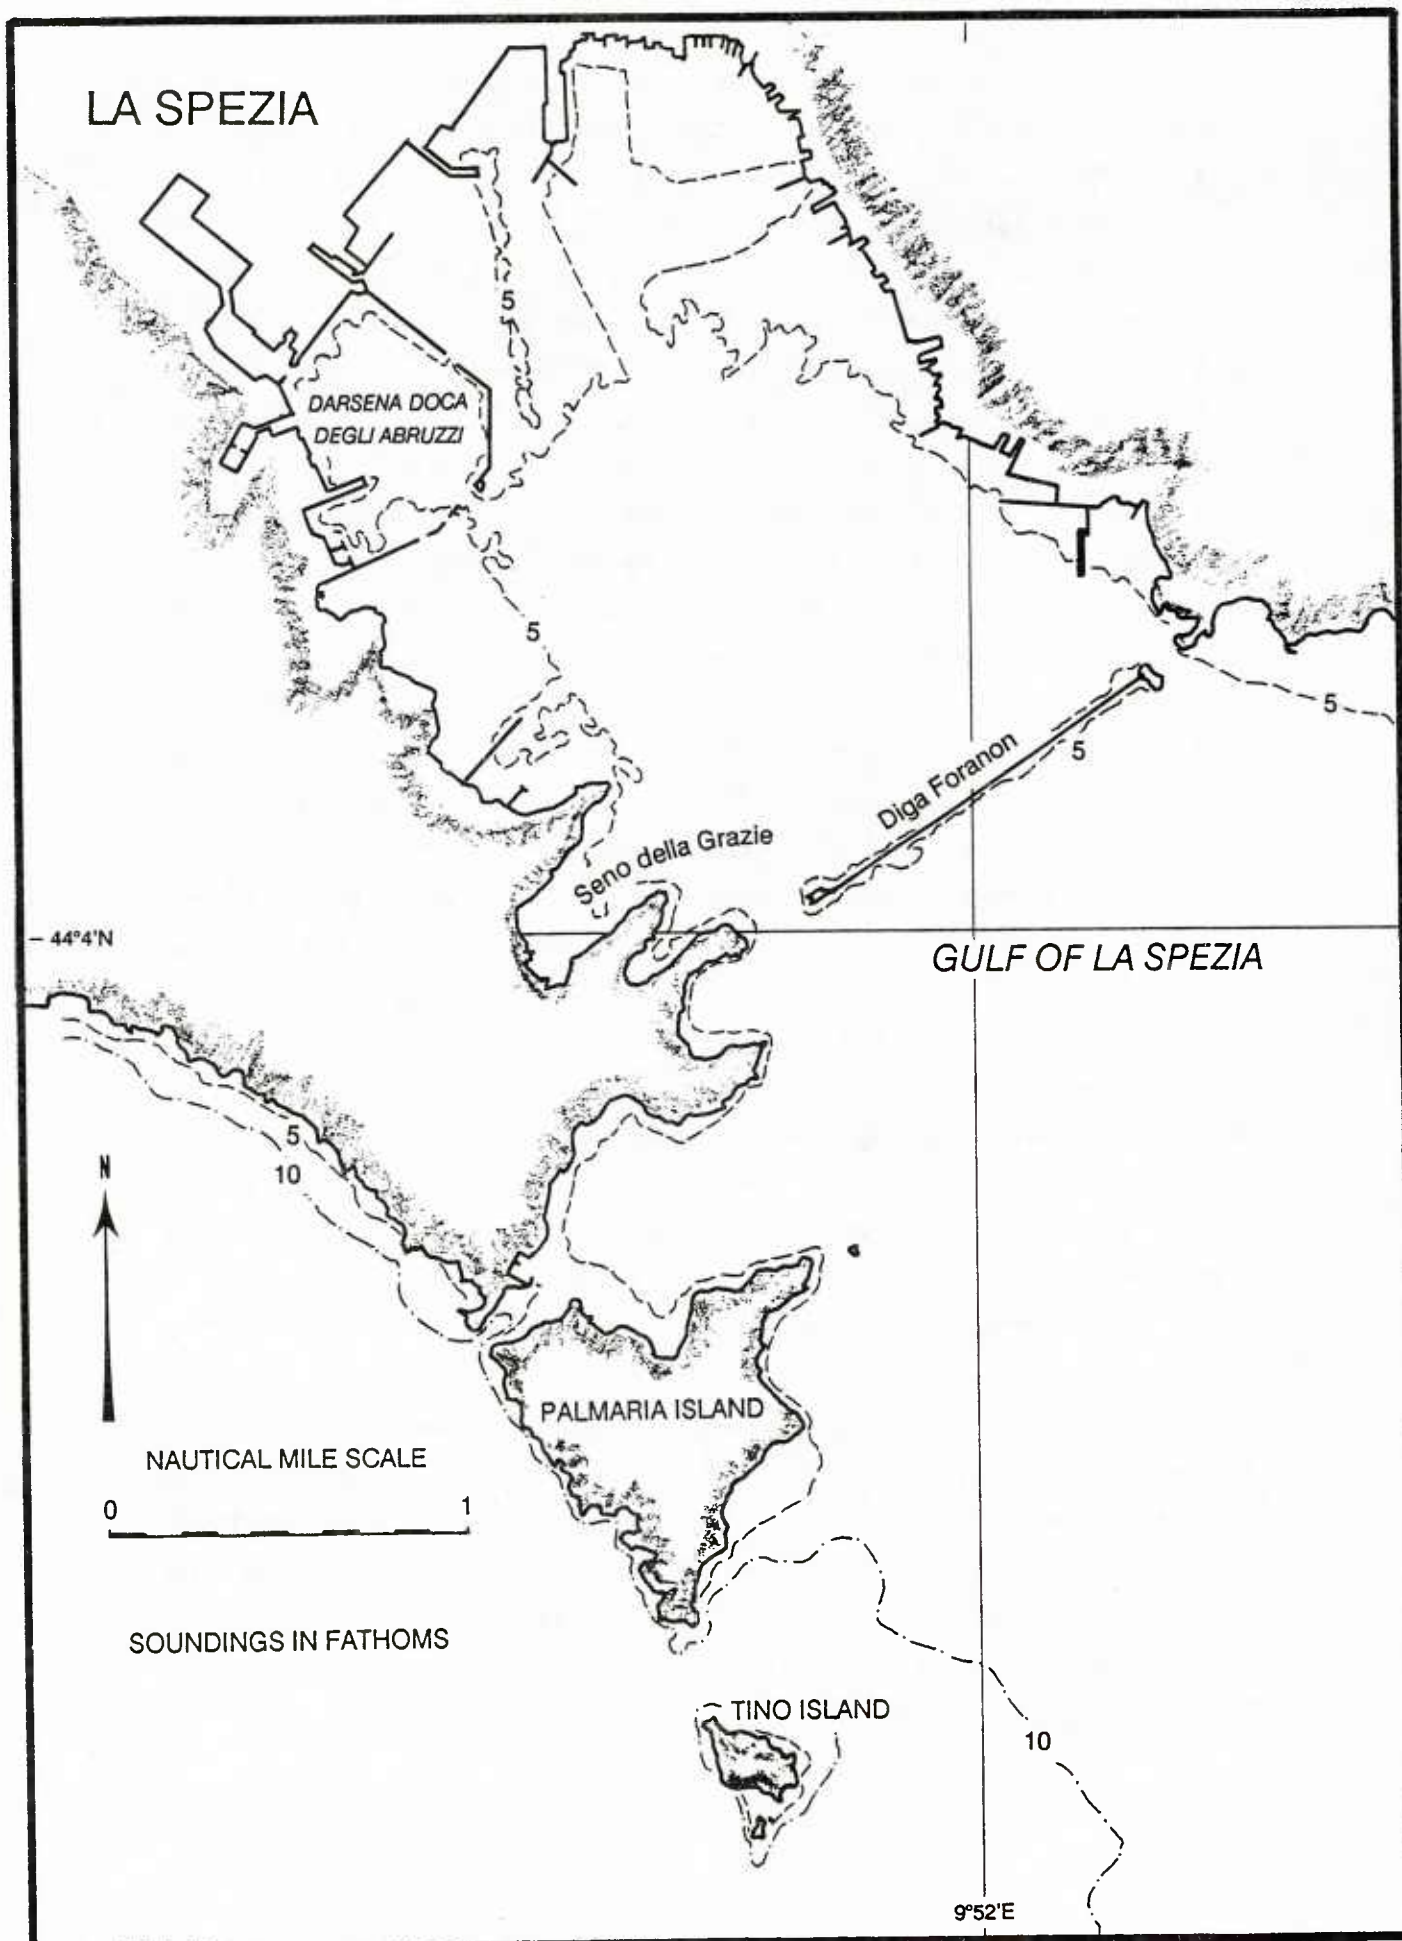 LA SPEZIA
5
DARSENA DOCA
DEGLI ABRUZZI
5
5
Diga Foranon
5
Seno della Grazie
44°4'N
GULF OF LA SPEZIA
5
10
N
PALMARIA ISLAND
NAUTICAL MILE SCALE
0 1
SOUNDINGS IN FATHOMS
TINO ISLAND
10
9°52'E